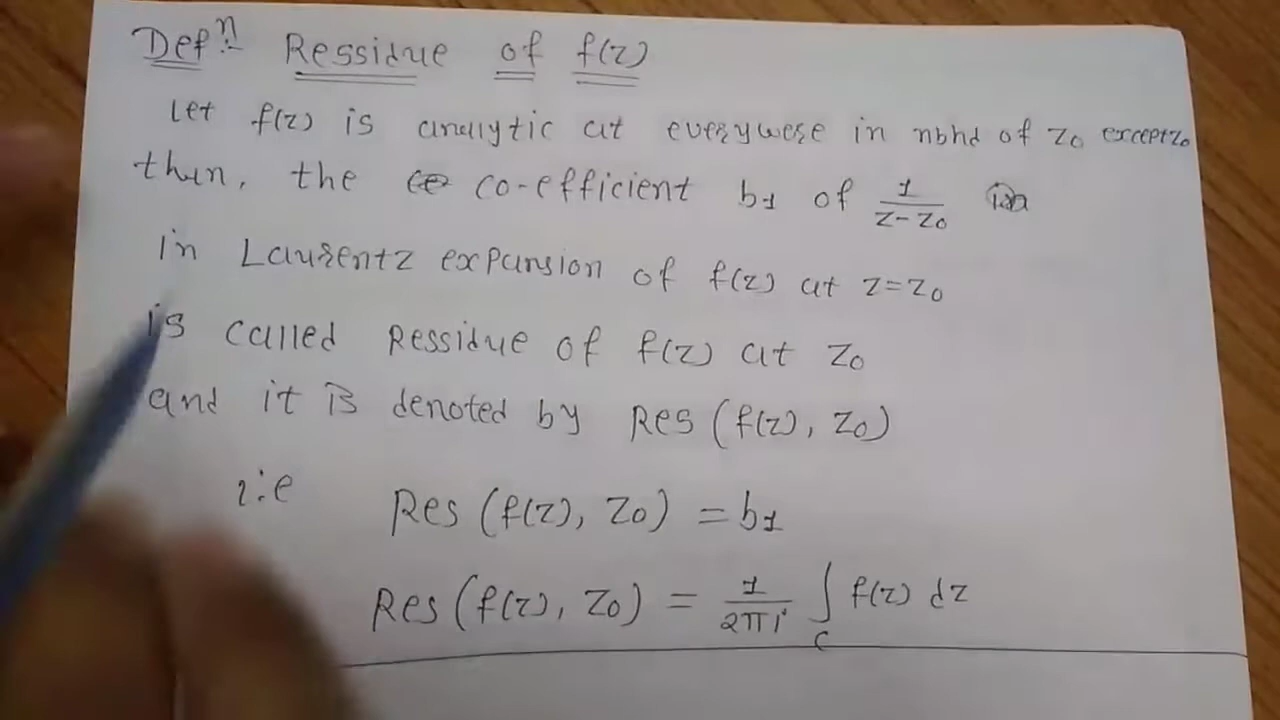 Defⁿ: Ressidue of f(z)
Let f(z) is analytic at everywere in nbhd of z₀ except z₀
then, the co-efficient b₁ of 1/(z-z₀)
in Laurentz expansion of f(z) at z=z₀
is called Ressidue of f(z) at z₀
and it is denoted by Res (f(z), z₀)
i.e Res (f(z), z₀) = b₁
Res (f(z), z₀) = 1/2πi ∫_C f(z) dz